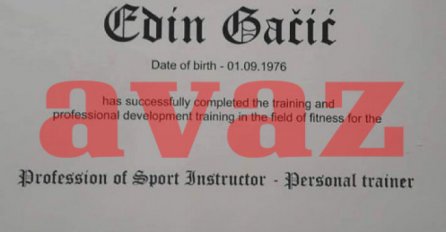 Edin Gačić
Date of birth - 01.09.1976
has successfully completed the training and
professional development training in the field of fitness for the
avaz
Profession of Sport Instructor - Personal trainer